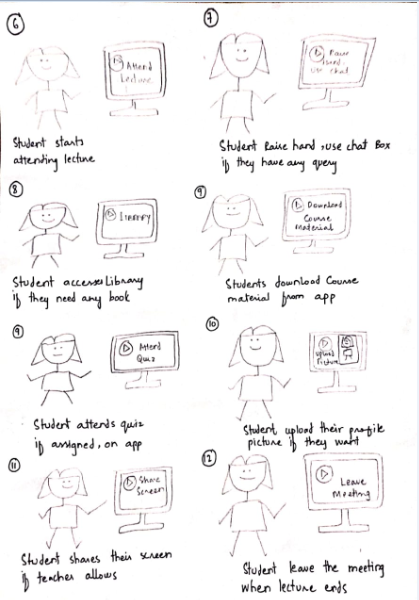 6
Attend
Lecture
Student starts
attending lecture
7
Raise
hand,
use chat
Student Raise hand, use chat Box
if they have any query
8
Library
Student accesses Library
if they need any book
9
Download
Course
Material
Students download Course
material from app
9
Attend
Quiz
Student attends quiz
if assigned, on app
10
Upload
Picture
Student upload their profile
picture if they want
11
Share
Screen
Student shares their screen
if teacher allows
12
Leave
Meeting
Student leave the meeting
when lecture ends